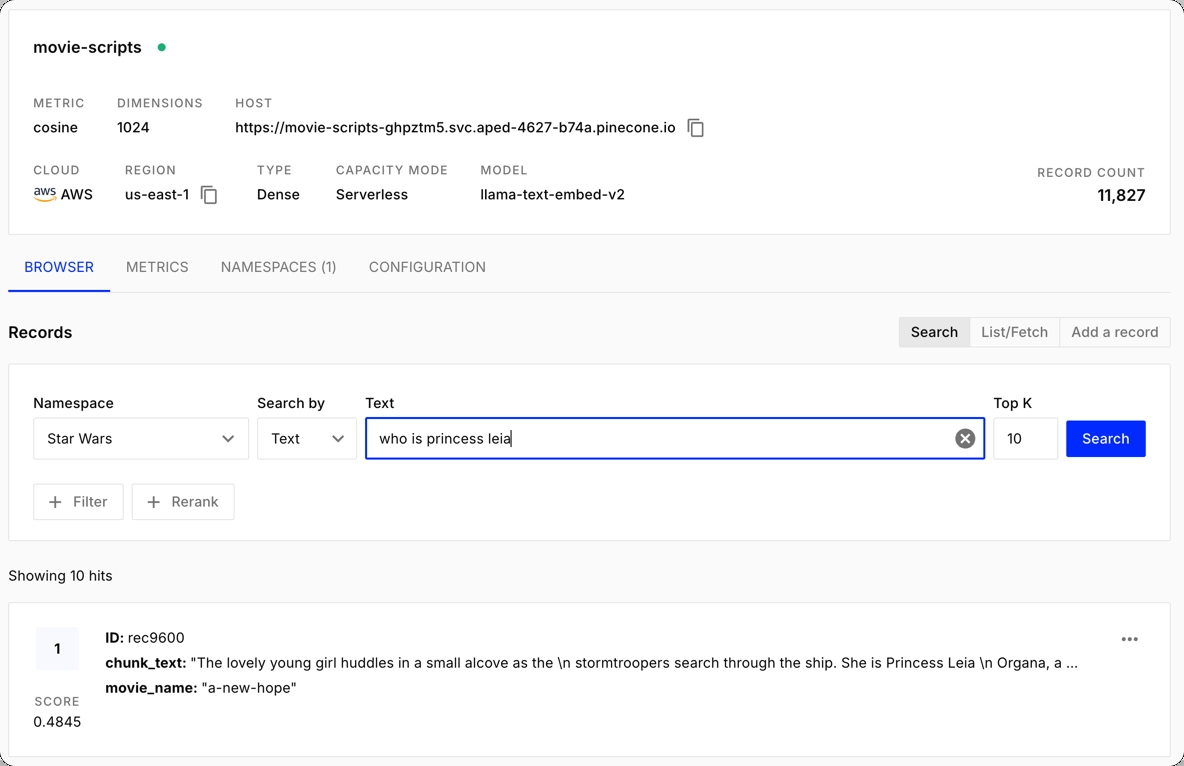 movie-scripts
METRIC DIMENSIONS HOST
cosine 1024 https://movie-scripts-ghpztm5.svc.aped-4627-b74a.pinecone.io
CLOUD REGION TYPE CAPACITY MODE MODEL RECORD COUNT
aws AWS us-east-1 Dense Serverless llama-text-embed-v2 11,827
BROWSER METRICS NAMESPACES (1) CONFIGURATION
Records Search List/Fetch Add a record
Namespace Search by Text Top K
Star Wars Text who is princess leia 10 Search
+ Filter + Rerank
Showing 10 hits
1 ID: rec9600
chunk_text: "The lovely young girl huddles in a small alcove as the \n stormtroopers search through the ship. She is Princess Leia \n Organa, a ...
movie_name: "a-new-hope"
SCORE
0.4845